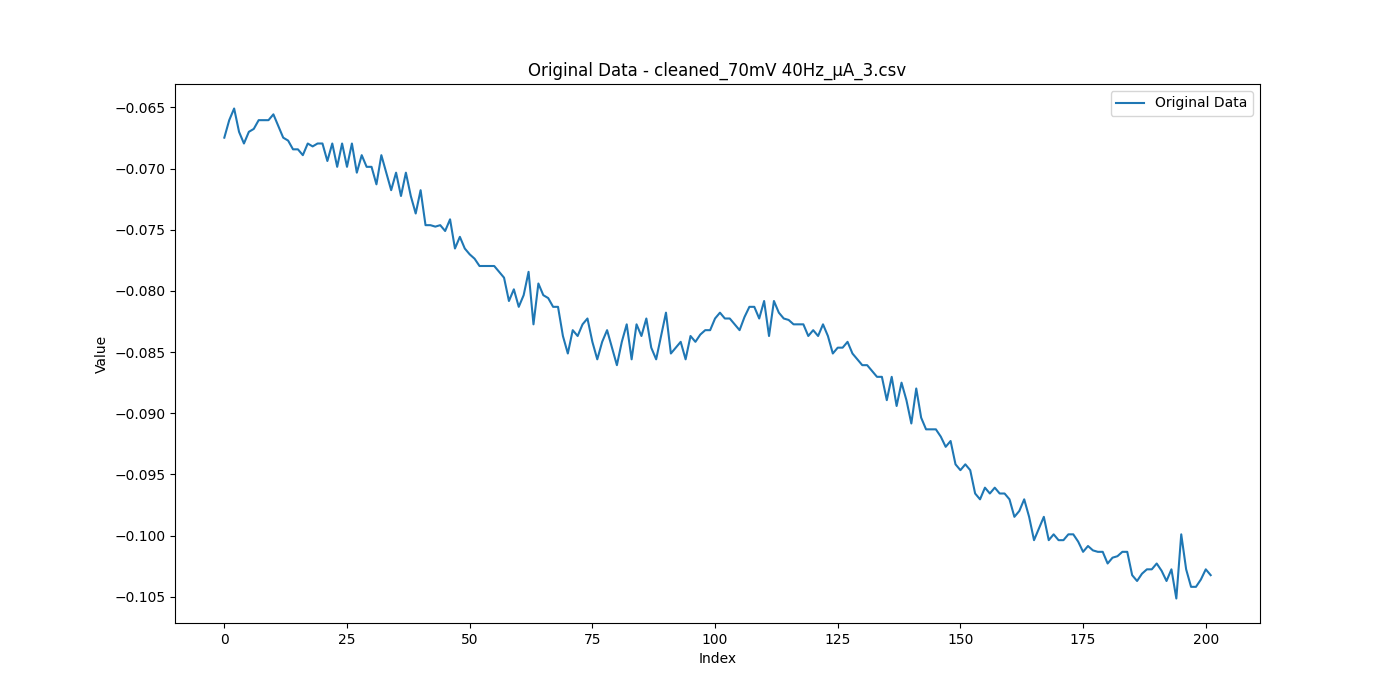 Original Data - cleaned_70mV 40Hz_µA_3.csv
Original Data
−0.065
−0.070
−0.075
−0.080
−0.085
−0.090
−0.095
−0.100
−0.105
Value
0 25 50 75 100 125 150 175 200
Index